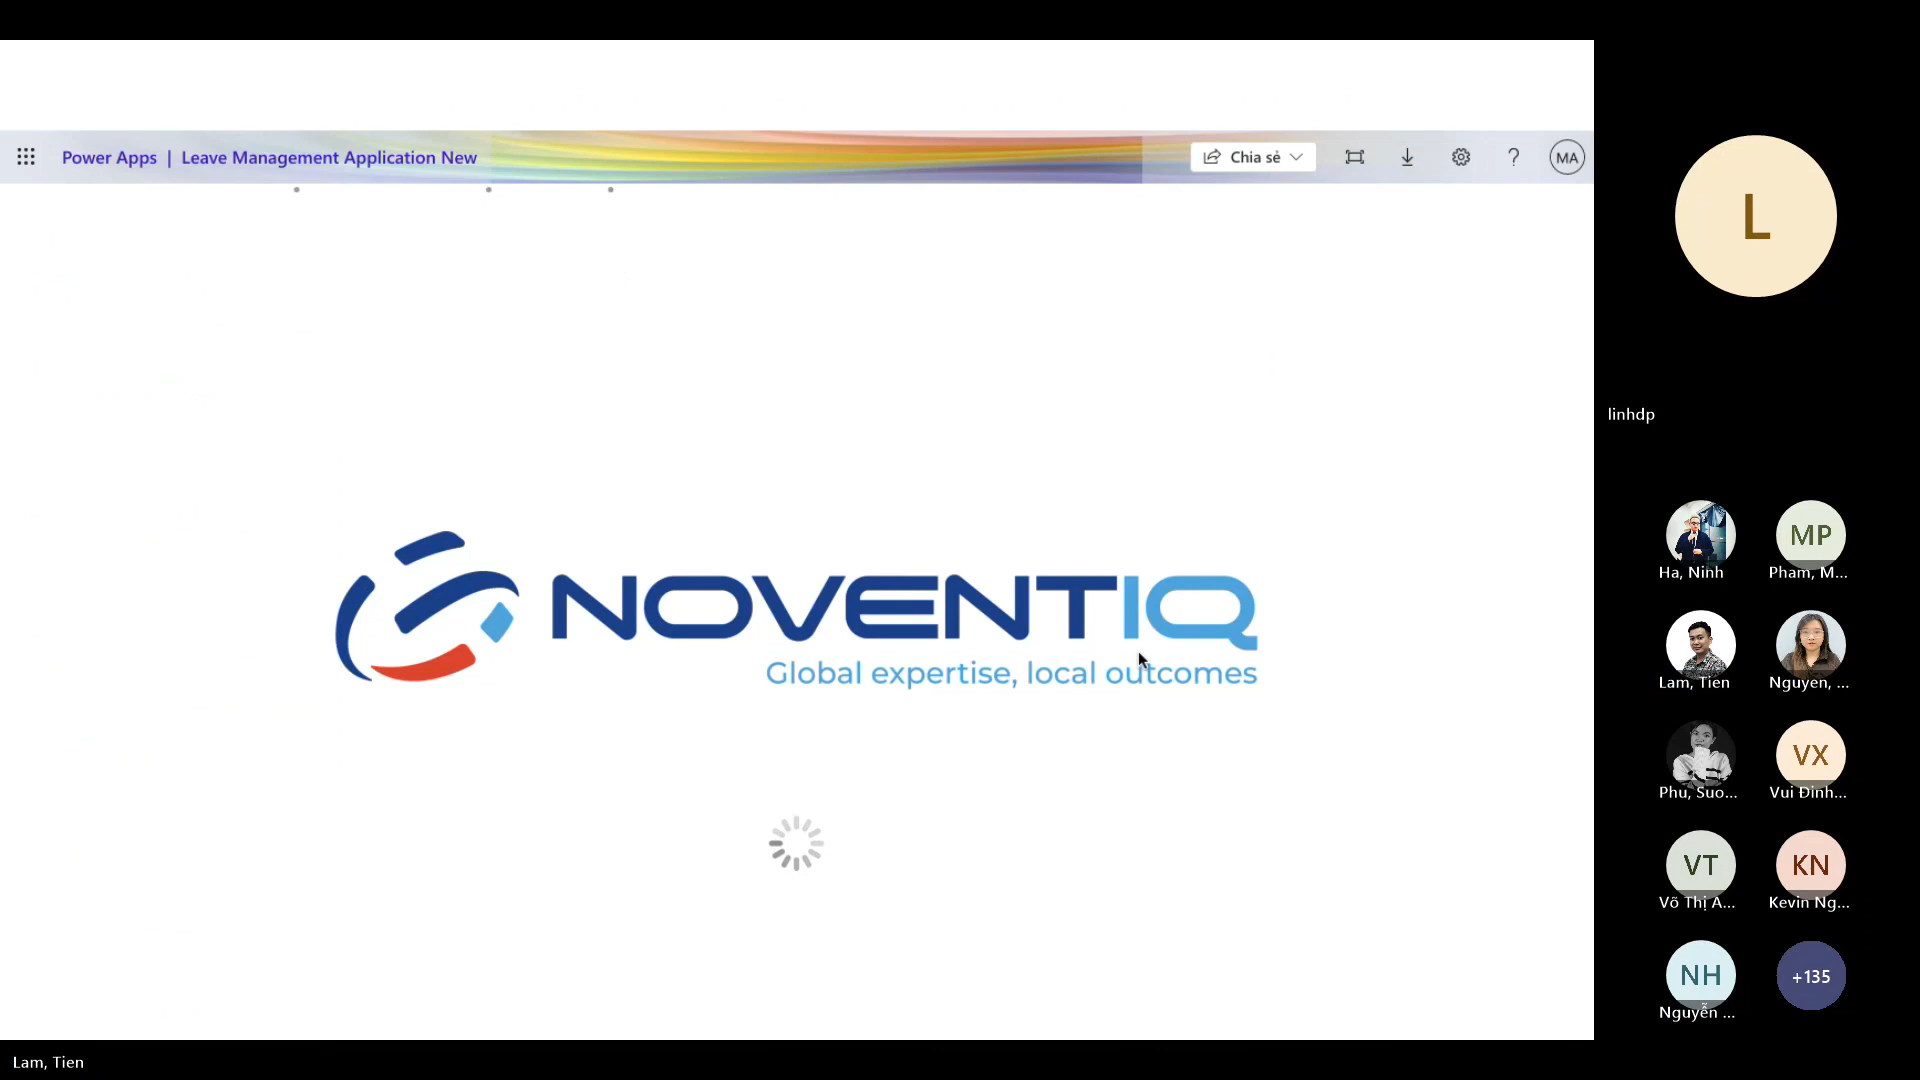 Power Apps | Leave Management Application New
Chia sẻ
MA
NOVENTIQ
Global expertise, local outcomes
L
linhdp
Ha, Ninh
MP
Pham, M...
Lam, Tien
Nguyen, ...
Phu, Suo...
VX
Vui Đinh...
VT
Võ Thị A...
KN
Kevin Ng...
NH
Nguyễn ...
+135
Lam, Tien